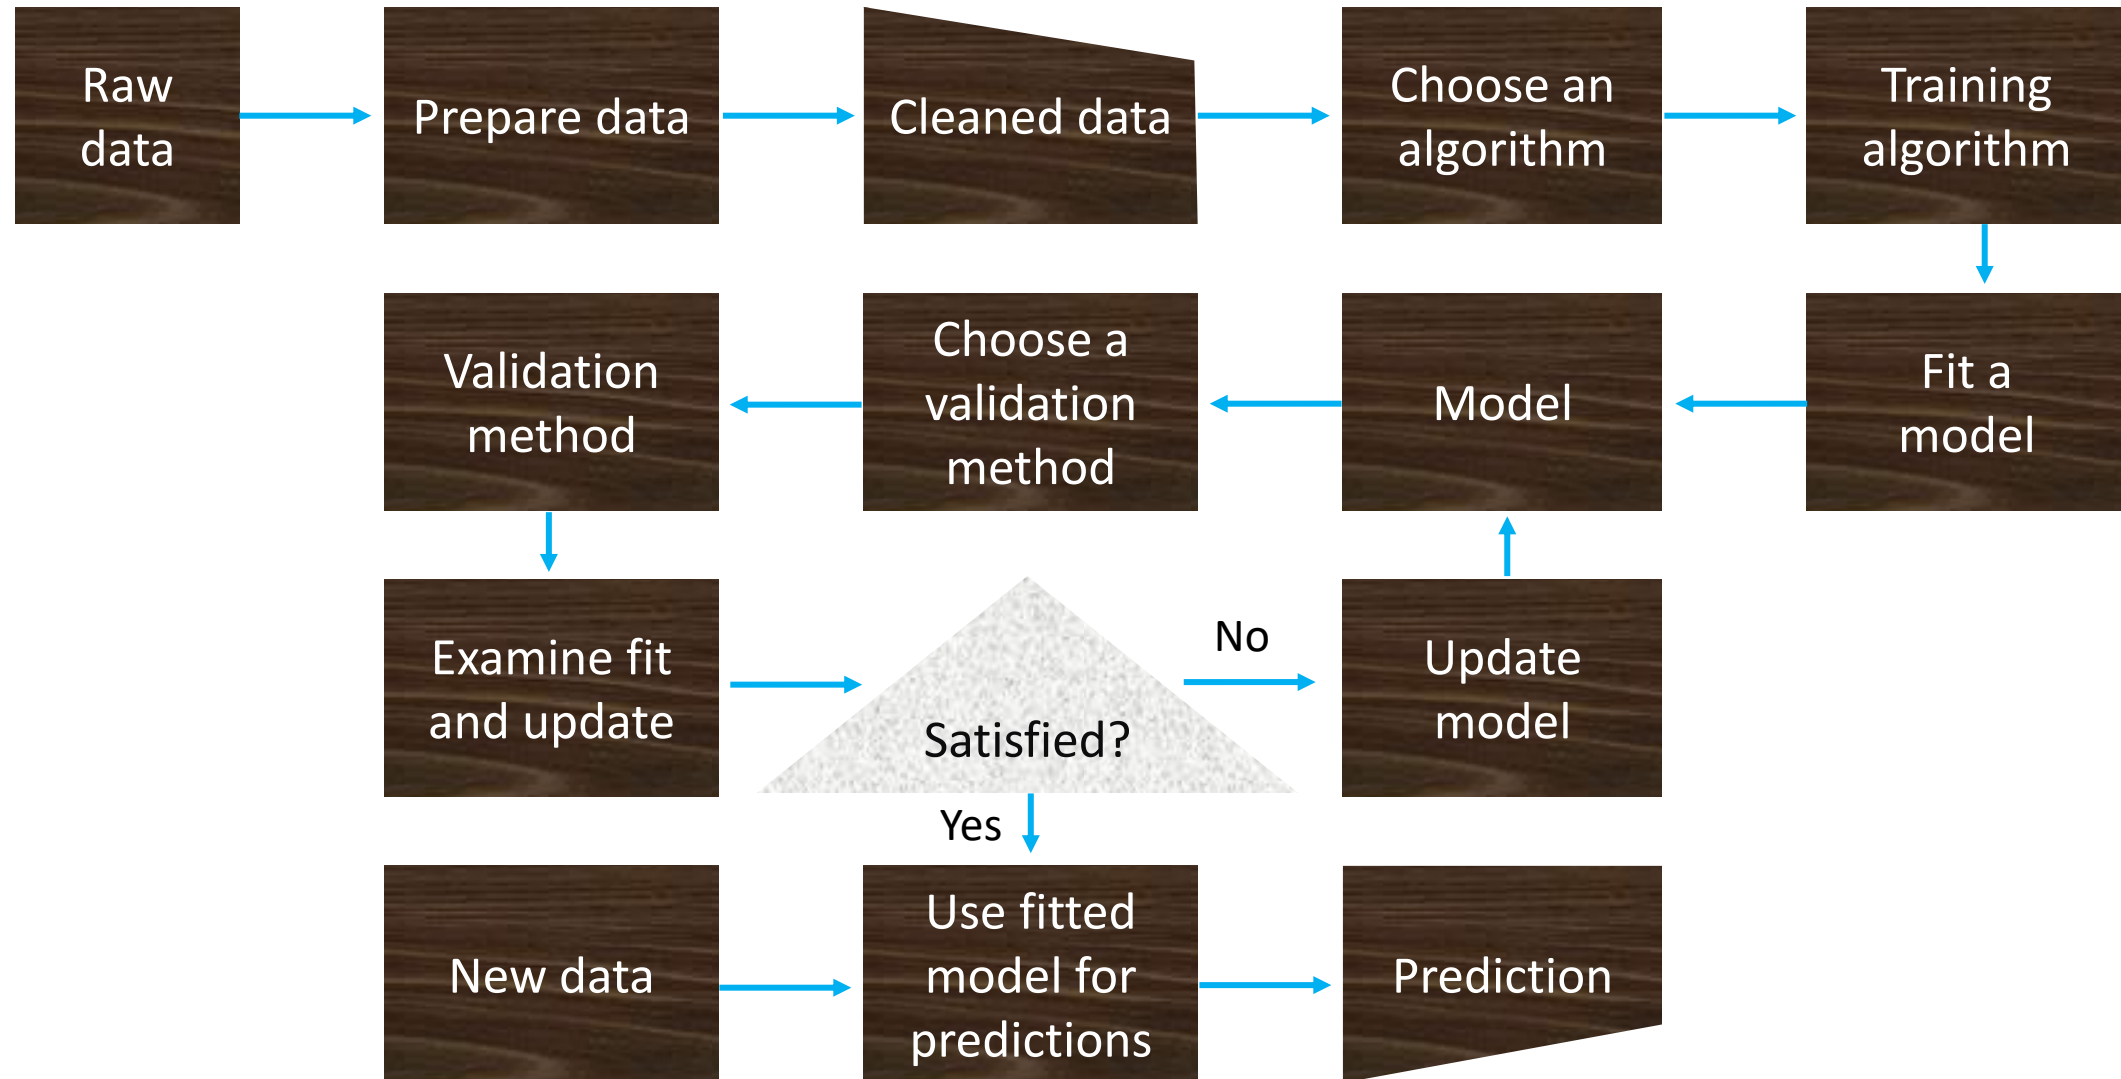 Raw
data
Prepare data
Cleaned data
Choose an
algorithm
Training
algorithm
Validation
method
Choose a
validation
method
Model
Fit a
model
Examine fit
and update
Satisfied?
No
Update
model
Yes
New data
Use fitted
model for
predictions
Prediction